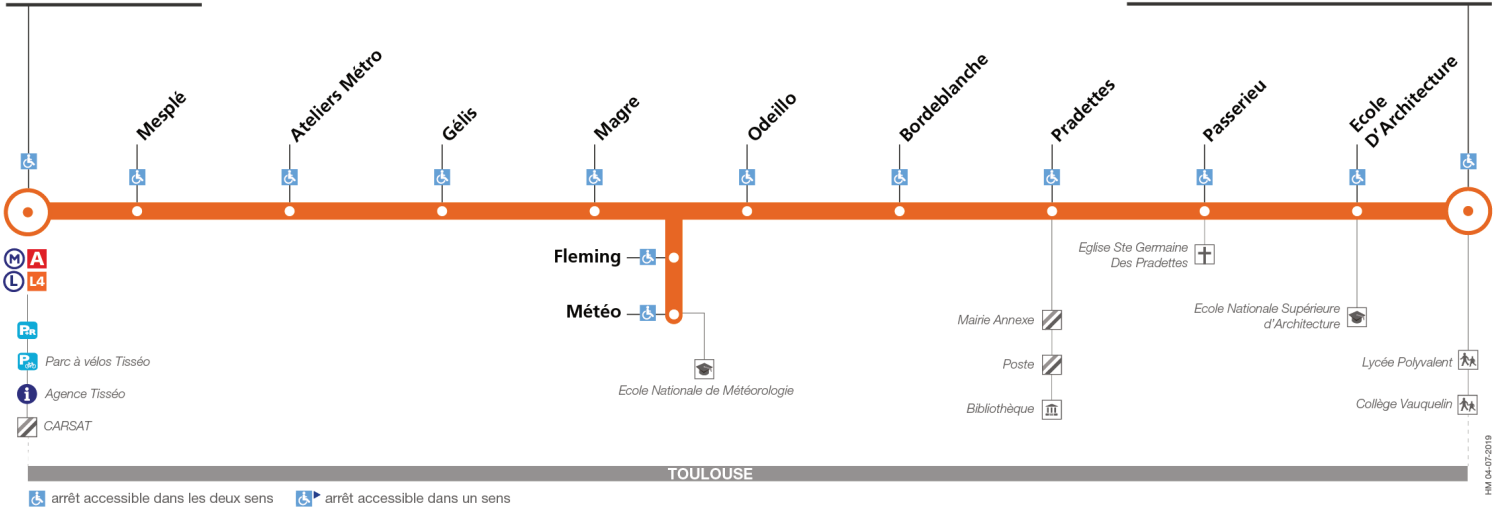 Mesplé
Ateliers Métro
Gélis
Magre
Odeillo
Bordeblanche
Pradettes
Passerieu
Ecole
D'Architecture
M A
L L4
P+R
P
Parc à vélos Tisséo
i
Agence Tisséo
CARSAT
Fleming
Météo
Ecole Nationale de Météorologie
Mairie Annexe
Poste
Bibliothèque
Eglise Ste Germaine
Des Pradettes
Ecole Nationale Supérieure
d'Architecture
Lycée Polyvalent
Collège Vauquelin
TOULOUSE
arrêt accessible dans les deux sens
arrêt accessible dans un sens
HM 04-07-2019